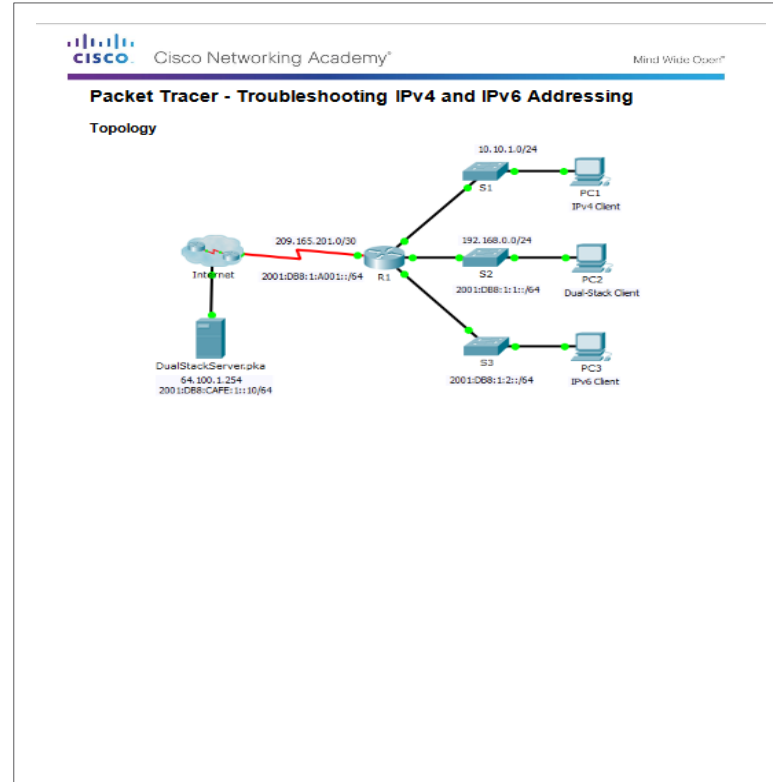 CISCO. Cisco Networking Academy®
Mind Wide Open®
Packet Tracer - Troubleshooting IPv4 and IPv6 Addressing
Topology
10.10.1.0/24
S1
PC1
IPv4 Client
209.165.201.0/30
192.168.0.0/24
Internet
2001:DB8:1:A001::/64
R1
S2
2001:DB8:1:1::/64
PC2
Dual-Stack Client
DualStackServer.pka
64.100.1.254
2001:DB8:CAFE:1::10/64
S3
2001:DB8:1:2::/64
PC3
IPv6 Client